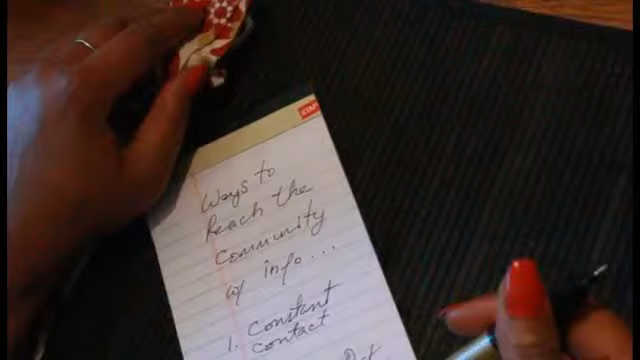 Ways to
Reach the
Community
w/ info...
1. Constant
contact